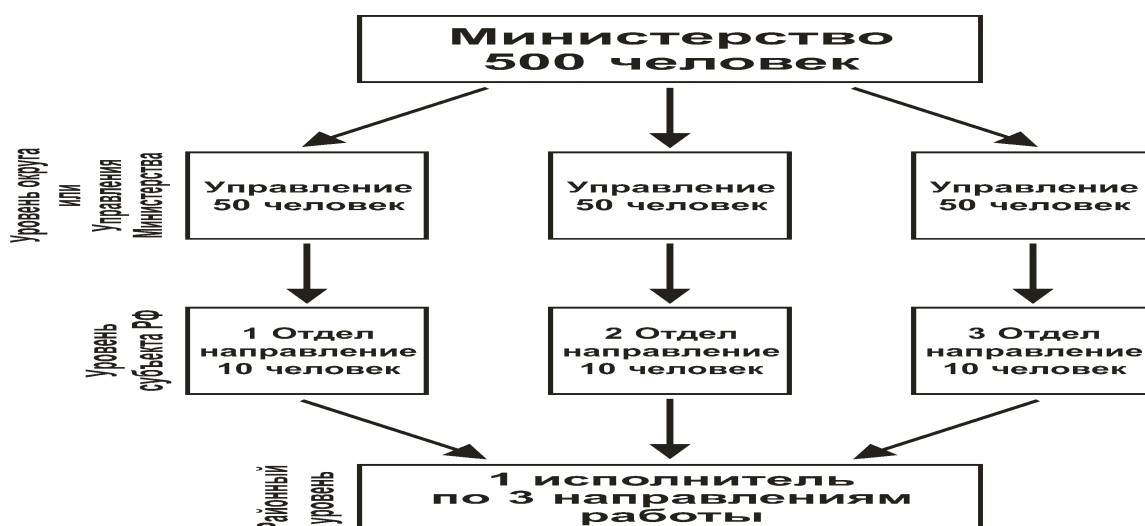 Министерство
500 человек
Уровень округа
или
Управления
Министерства
Управление
50 человек
Управление
50 человек
Управление
50 человек
Уровень
субъекта РФ
1 Отдел
направление
10 человек
2 Отдел
направление
10 человек
3 Отдел
направление
10 человек
Районный
уровень
1 исполнитель
по 3 направлениям
работы